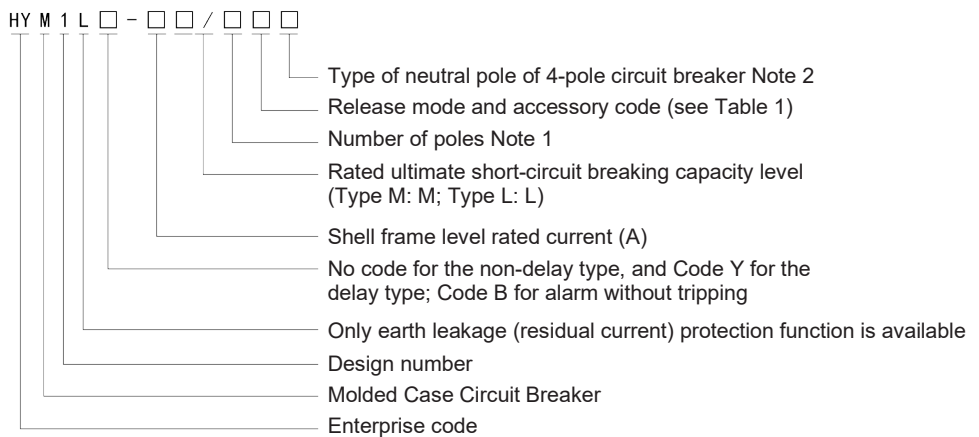 HY M 1 L □ - □ □ / □ □ □
Type of neutral pole of 4-pole circuit breaker Note 2
Release mode and accessory code (see Table 1)
Number of poles Note 1
Rated ultimate short-circuit breaking capacity level
(Type M: M; Type L: L)
Shell frame level rated current (A)
No code for the non-delay type, and Code Y for the
delay type; Code B for alarm without tripping
Only earth leakage (residual current) protection function is available
Design number
Molded Case Circuit Breaker
Enterprise code